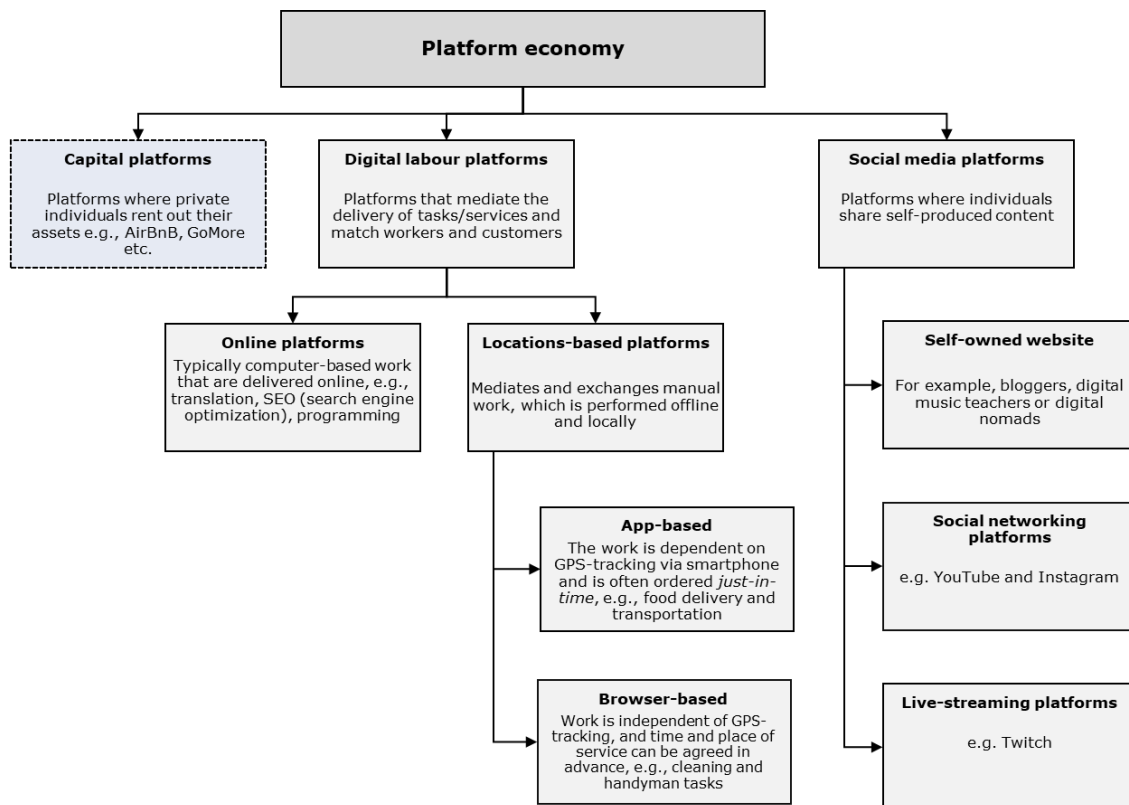 Platform economy
Capital platforms
Platforms where private
individuals rent out their
assets e.g., AirBnB, GoMore
etc.
Digital labour platforms
Platforms that mediate the
delivery of tasks/services and
match workers and customers
Social media platforms
Platforms where individuals
share self-produced content
Online platforms
Typically computer-based work
that are delivered online, e.g.,
translation, SEO (search engine
optimization), programming
Locations-based platforms
Mediates and exchanges manual
work, which is performed offline
and locally
Self-owned website
For example, bloggers, digital
music teachers or digital
nomads
App-based
The work is dependent on
GPS-tracking via smartphone
and is often ordered just-in-
time, e.g., food delivery and
transportation
Social networking
platforms
e.g. YouTube and Instagram
Browser-based
Work is independent of GPS-
tracking, and time and place of
service can be agreed in
advance, e.g., cleaning and
handyman tasks
Live-streaming platforms
e.g. Twitch